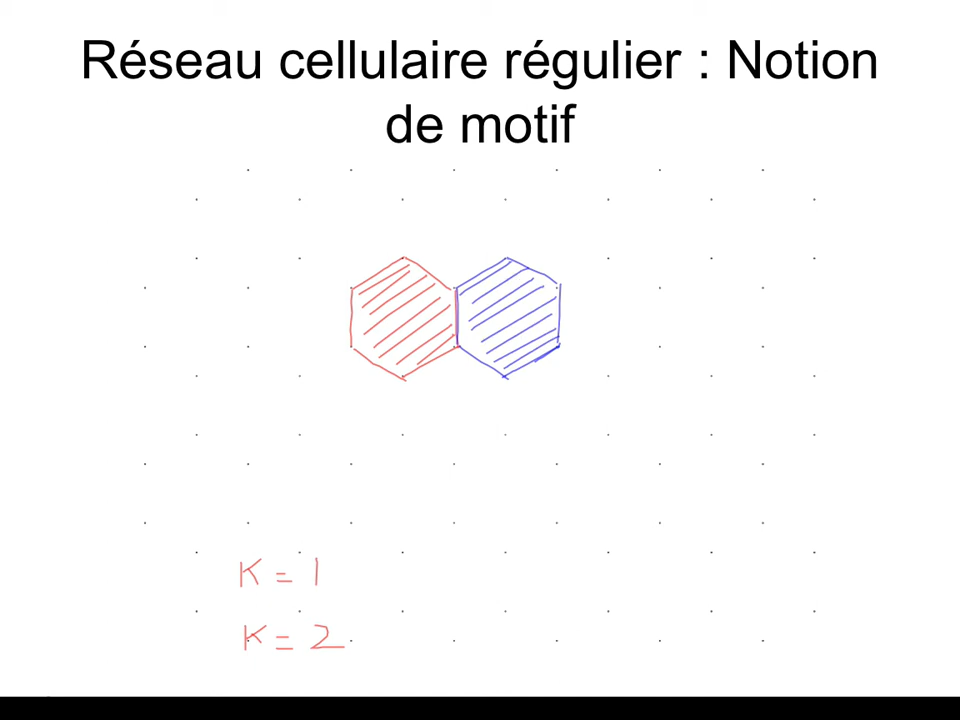 Réseau cellulaire régulier : Notion
de motif
K = 1
K = 2